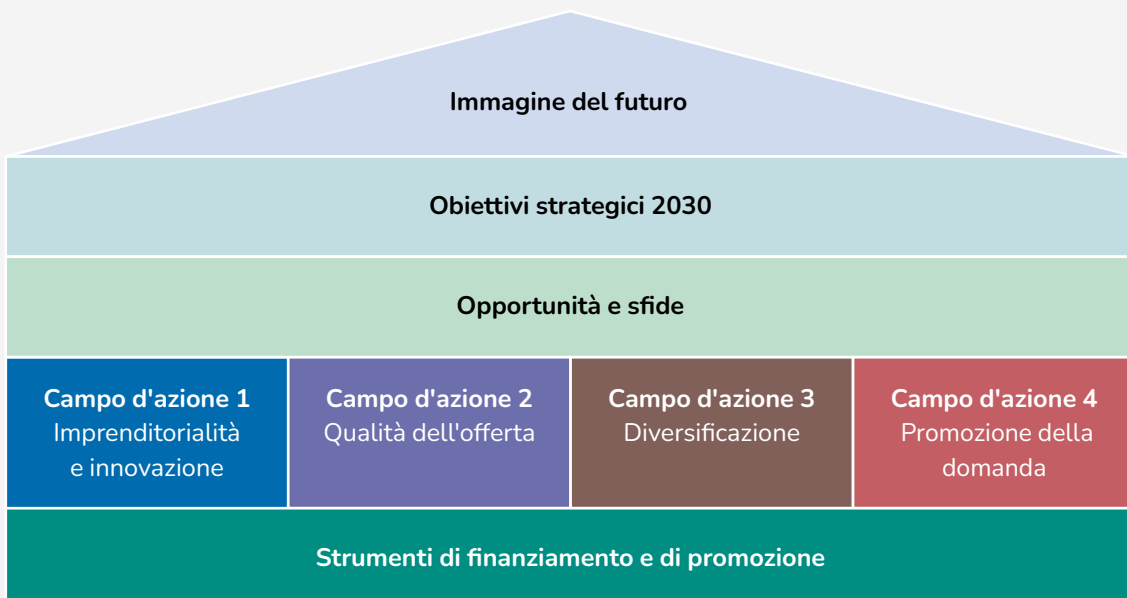 Immagine del futuro
Obiettivi strategici 2030
Opportunità e sfide
Campo d'azione 1
Imprenditorialità
e innovazione
Campo d'azione 2
Qualità dell'offerta
Campo d'azione 3
Diversificazione
Campo d'azione 4
Promozione della
domanda
Strumenti di finanziamento e di promozione